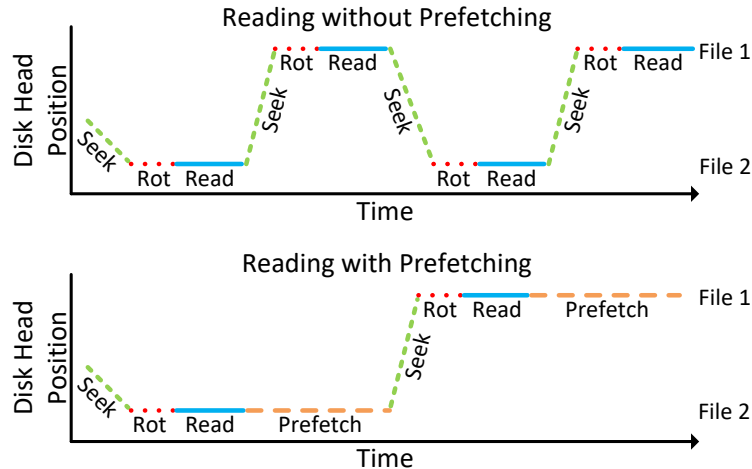 Reading without Prefetching
Disk Head
Position
Seek
Rot
Read
Seek
Rot
Read
Seek
Rot
Read
Seek
Rot
Read
File 1
File 2
Time
Reading with Prefetching
Disk Head
Position
Seek
Rot
Read
Prefetch
Seek
Rot
Read
Prefetch
File 1
File 2
Time